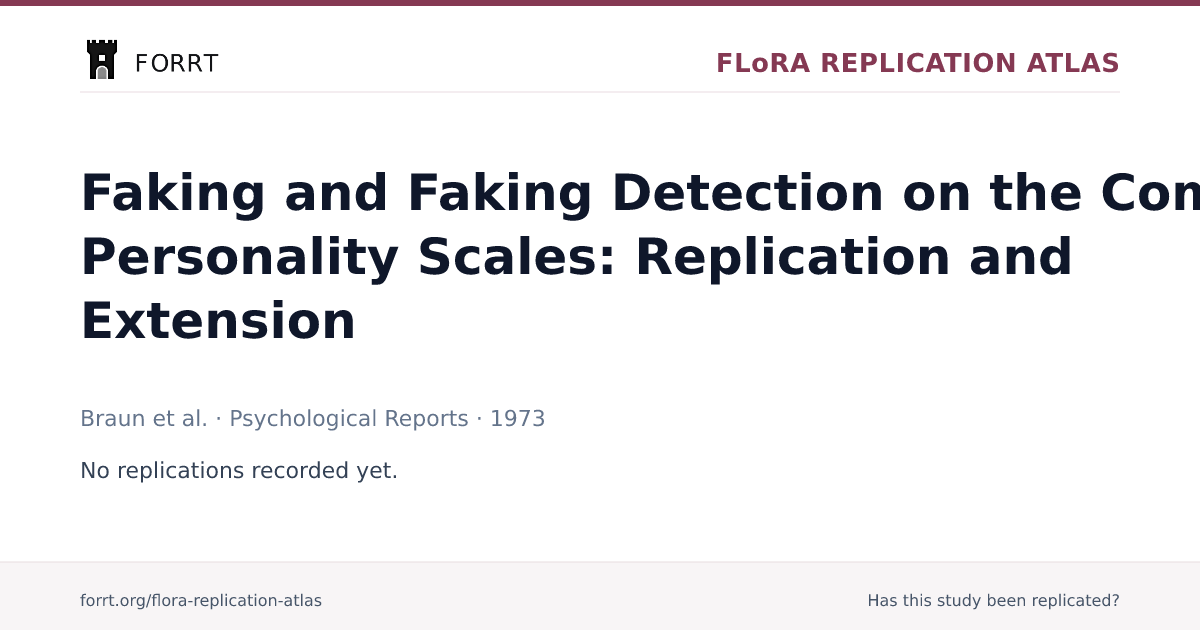 FORRT
FLoRA REPLICATION ATLAS
Faking and Faking Detection on the
Personality Scales: Replication and
Extension
Braun et al. · Psychological Reports · 1973
No replications recorded yet.
forrt.org/flora-replication-atlas
Has this study been replicated?